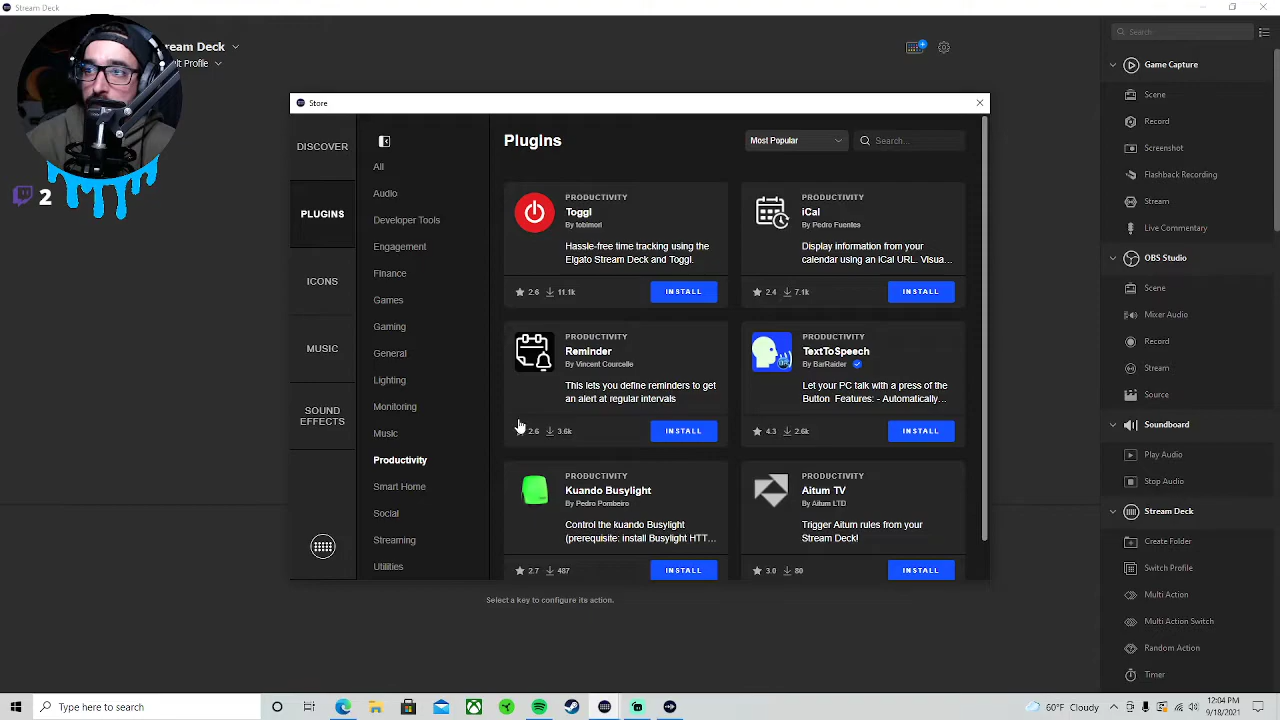 Stream Deck
Stream Deck
Default Profile
2
Search
Game Capture
Scene
Record
Screenshot
Flashback Recording
Stream
Live Commentary
OBS Studio
Scene
Mixer Audio
Record
Stream
Source
Soundboard
Play Audio
Stop Audio
Stream Deck
Create Folder
Switch Profile
Multi Action
Multi Action Switch
Random Action
Timer
Store
DISCOVER
PLUGINS
ICONS
MUSIC
SOUND
EFFECTS
All
Audio
Developer Tools
Engagement
Finance
Games
Gaming
General
Lighting
Monitoring
Music
Productivity
Smart Home
Social
Streaming
Utilities
Plugins
Most Popular
Search...
PRODUCTIVITY
Toggl
By tobimori
Hassle-free time tracking using the
Elgato Stream Deck and Toggl.
2.6 11.1k INSTALL
PRODUCTIVITY
iCal
By Pedro Fuentes
Display information from your
calendar using an iCal URL. Visua...
2.4 7.1k INSTALL
PRODUCTIVITY
Reminder
By Vincent Courcelle
This lets you define reminders to get
an alert at regular intervals
2.6 3.6k INSTALL
PRODUCTIVITY
TextToSpeech
By BarRaider
Let your PC talk with a press of the
Button Features: - Automatically...
4.3 2.6k INSTALL
PRODUCTIVITY
Kuando Busylight
By Pedro Pombeiro
Control the kuando Busylight
(prerequisite: install Busylight HTT...
2.7 487 INSTALL
PRODUCTIVITY
Aitum TV
By Aitum LTD
Trigger Aitum rules from your
Stream Deck!
3.0 80 INSTALL
Select a key to configure its action.
Type here to search
60°F Cloudy
12:04 PM
9/18/2021